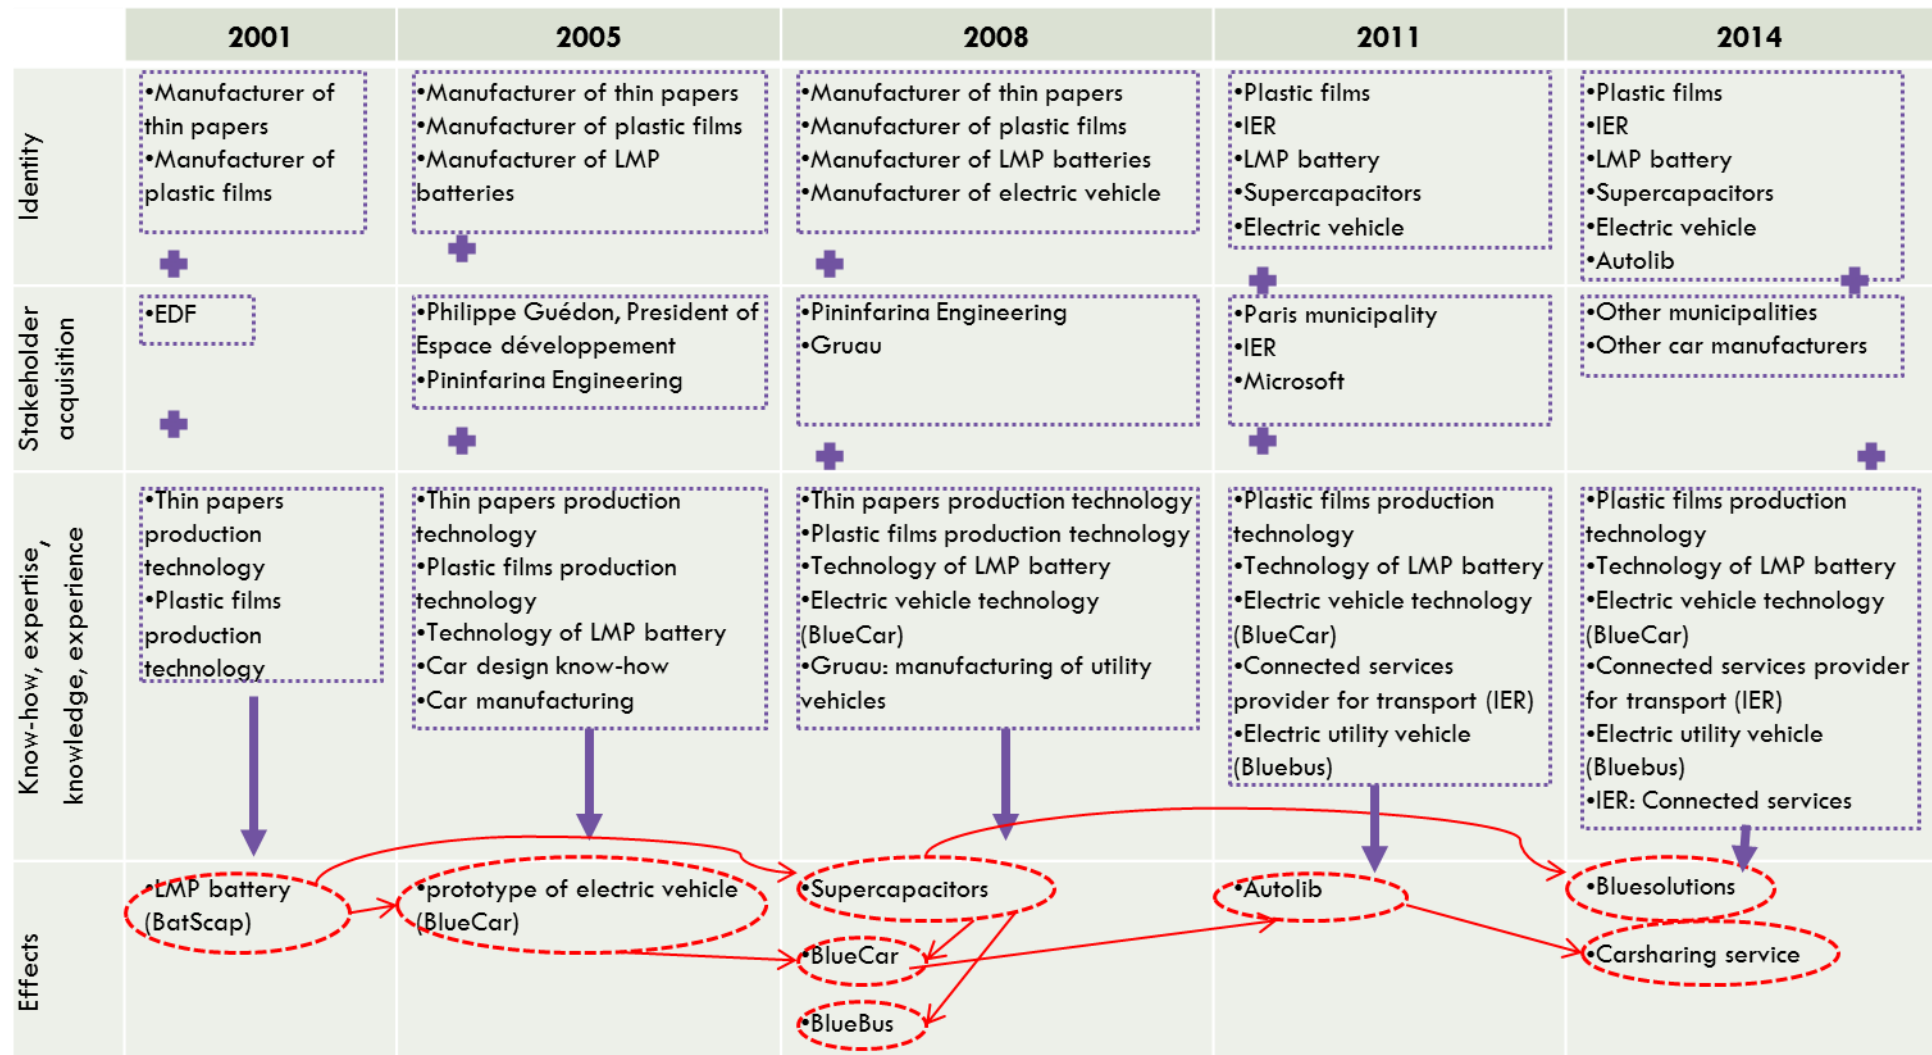 2001
2005
2008
2011
2014
Identity
•Manufacturer of
thin papers
•Manufacturer of
plastic films
•Manufacturer of thin papers
•Manufacturer of plastic films
•Manufacturer of LMP
batteries
•Manufacturer of thin papers
•Manufacturer of plastic films
•Manufacturer of LMP batteries
•Manufacturer of electric vehicle
•Plastic films
•IER
•LMP battery
•Supercapacitors
•Electric vehicle
•Plastic films
•IER
•LMP battery
•Supercapacitors
•Electric vehicle
•Autolib
Stakeholder
acquisition
•EDF
•Philippe Guédon, President of
Espace développement
•Pininfarina Engineering
•Pininfarina Engineering
•Gruau
•Paris municipality
•IER
•Microsoft
•Other municipalities
•Other car manufacturers
Know-how, expertise,
knowledge, experience
•Thin papers
production
technology
•Plastic films
production
technology
•Thin papers production
technology
•Plastic films production
technology
•Technology of LMP battery
•Car design know-how
•Car manufacturing
•Thin papers production technology
•Plastic films production technology
•Technology of LMP battery
•Electric vehicle technology
(BlueCar)
•Gruau: manufacturing of utility
vehicles
•Plastic films production
technology
•Technology of LMP battery
•Electric vehicle technology
(BlueCar)
•Connected services
provider for transport (IER)
•Electric utility vehicle
(Bluebus)
•Plastic films production
technology
•Technology of LMP battery
•Electric vehicle technology
(BlueCar)
•Connected services provider
for transport (IER)
•Electric utility vehicle
(Bluebus)
•IER: Connected services
Effects
•LMP battery
(BatScap)
•prototype of electric vehicle
(BlueCar)
•Supercapacitors
•BlueCar
•BlueBus
•Autolib
•Bluesolutions
•Carsharing service